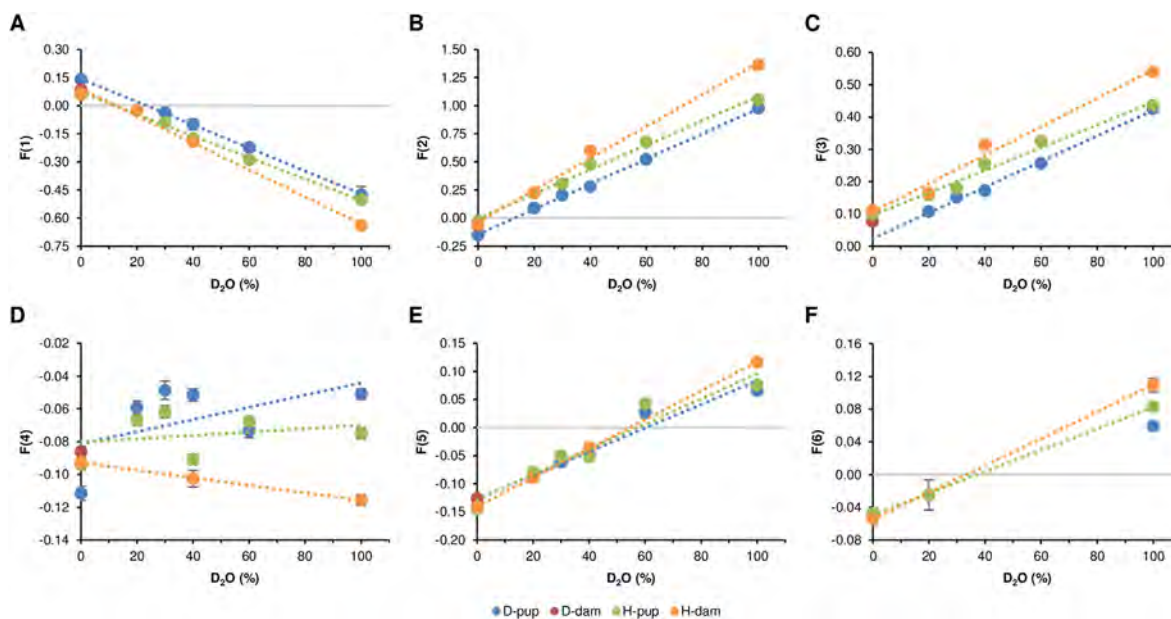 A
F(1)
0.30
0.15
0.00
-0.15
-0.30
-0.45
-0.60
-0.75
0 20 40 60 80 100
D₂O (%)
B
F(2)
1.50
1.25
1.00
0.75
0.50
0.25
0.00
-0.25
0 20 40 60 80 100
D₂O (%)
C
F(3)
0.60
0.50
0.40
0.30
0.20
0.10
0.00
0 20 40 60 80 100
D₂O (%)
D
F(4)
-0.02
-0.04
-0.06
-0.08
-0.10
-0.12
-0.14
0 20 40 60 80 100
D₂O (%)
E
F(5)
0.15
0.10
0.05
0.00
-0.05
-0.10
-0.15
-0.20
0 20 40 60 80 100
D₂O (%)
F
F(6)
0.16
0.12
0.08
0.04
0.00
-0.04
-0.08
0 20 40 60 80 100
D₂O (%)
D-pup D-dam H-pup H-dam